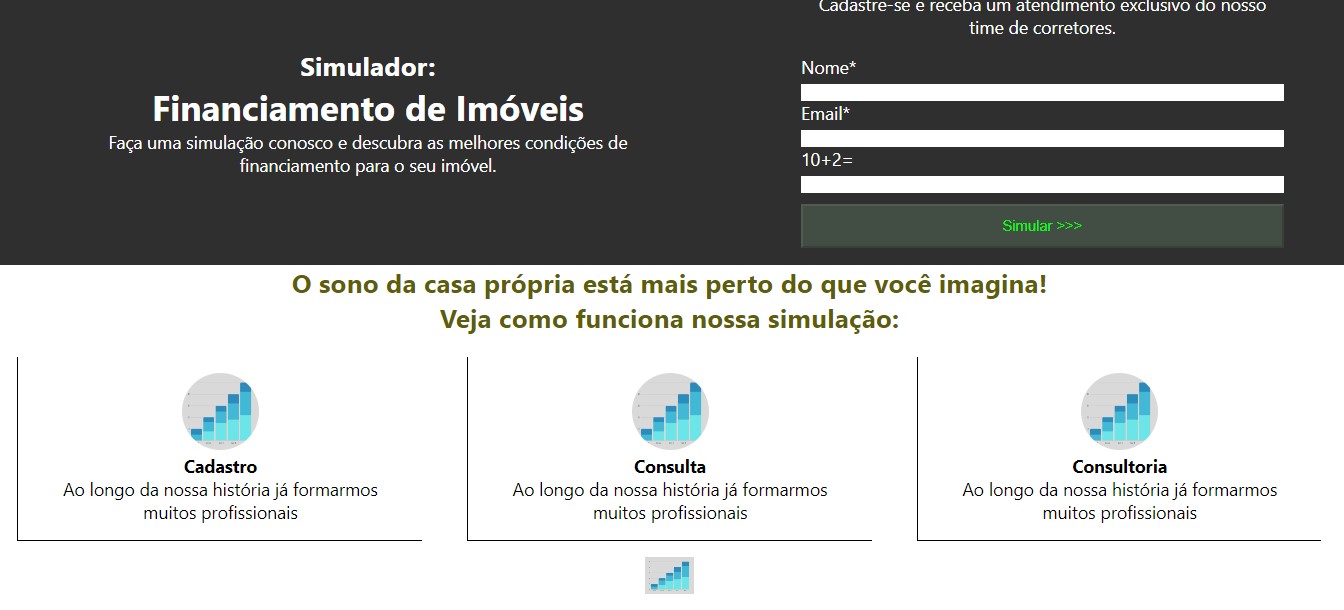 Cadastre-se e receba um atendimento exclusivo do nosso
time de corretores.
Simulador:
Financiamento de Imóveis
Faça uma simulação conosco e descubra as melhores condições de
financiamento para o seu imóvel.
Nome*
Email*
10+2=
Simular >>>
O sono da casa própria está mais perto do que você imagina!
Veja como funciona nossa simulação:
Cadastro
Ao longo da nossa história já formarmos
muitos profissionais
Consulta
Ao longo da nossa história já formarmos
muitos profissionais
Consultoria
Ao longo da nossa história já formarmos
muitos profissionais